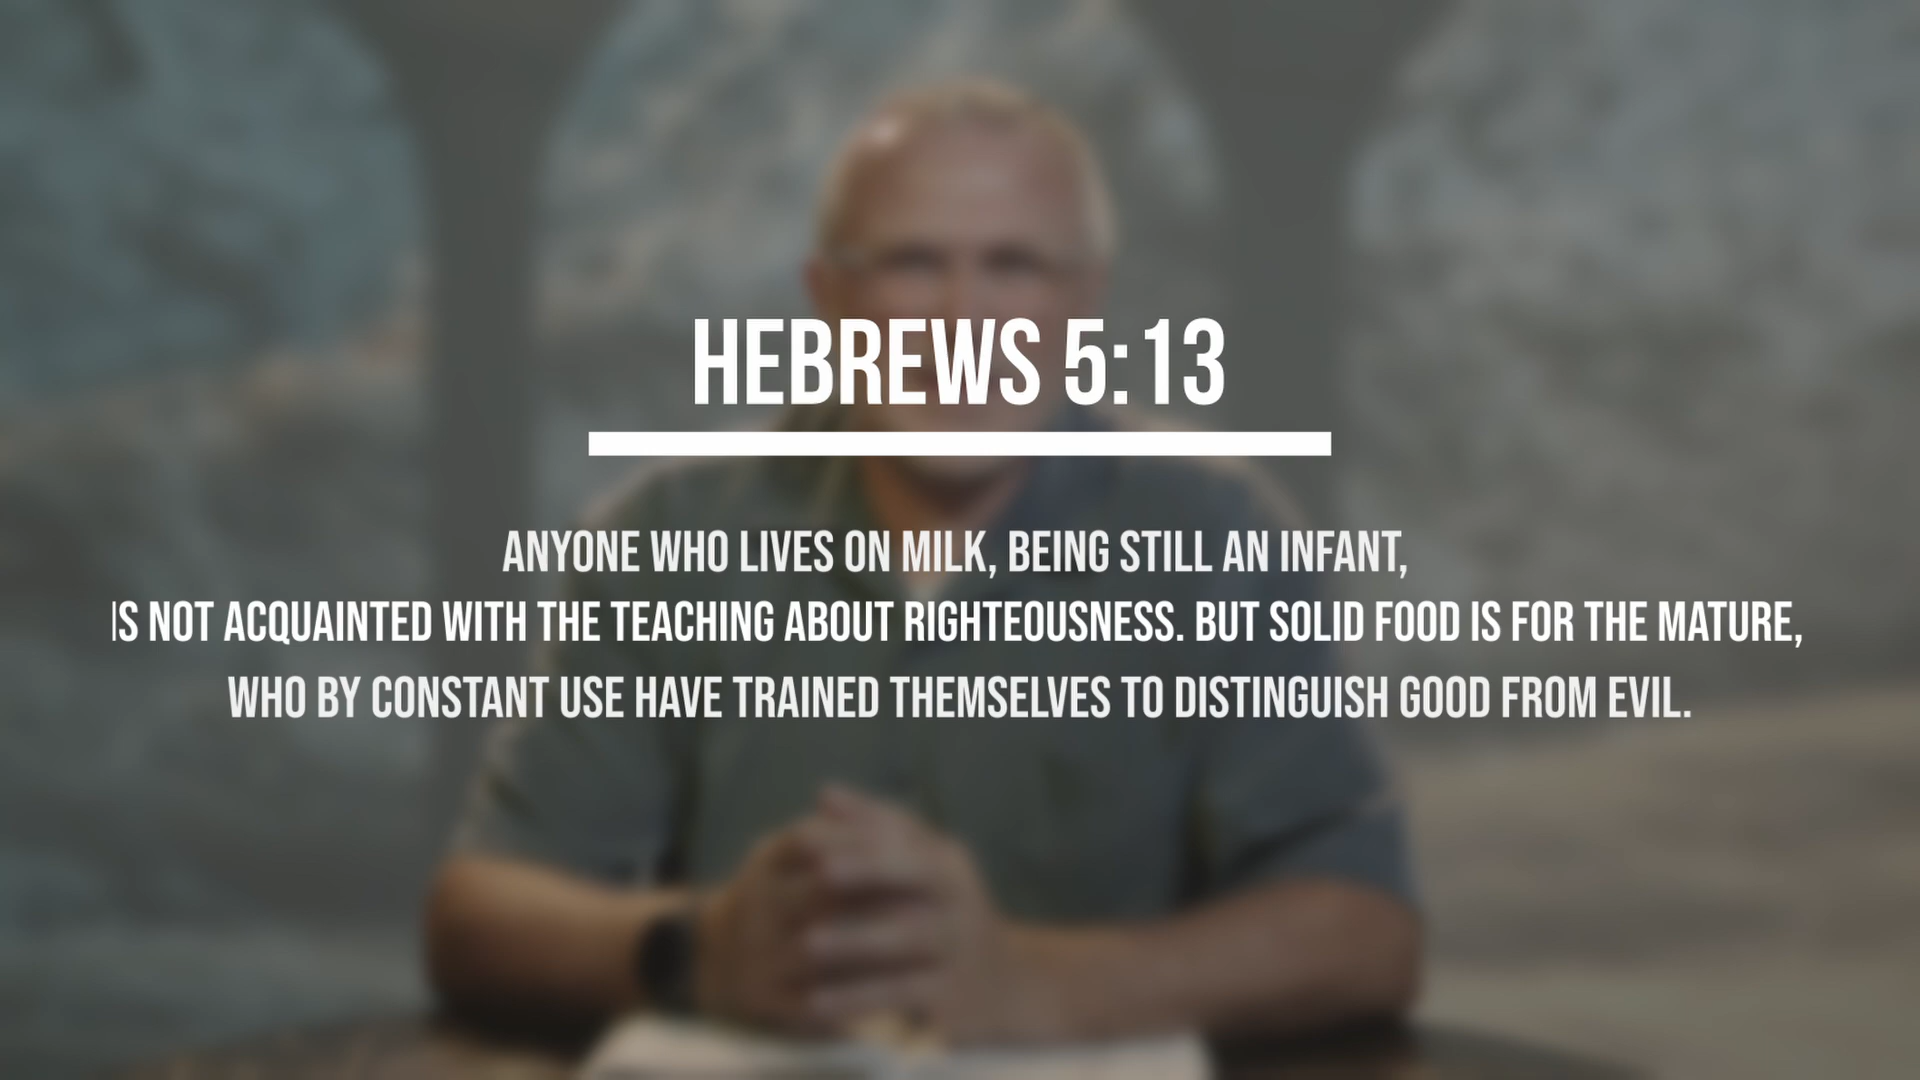 HEBREWS 5:13
ANYONE WHO LIVES ON MILK, BEING STILL AN INFANT,
IS NOT ACQUAINTED WITH THE TEACHING ABOUT RIGHTEOUSNESS. BUT SOLID FOOD IS FOR THE MATURE,
WHO BY CONSTANT USE HAVE TRAINED THEMSELVES TO DISTINGUISH GOOD FROM EVIL.